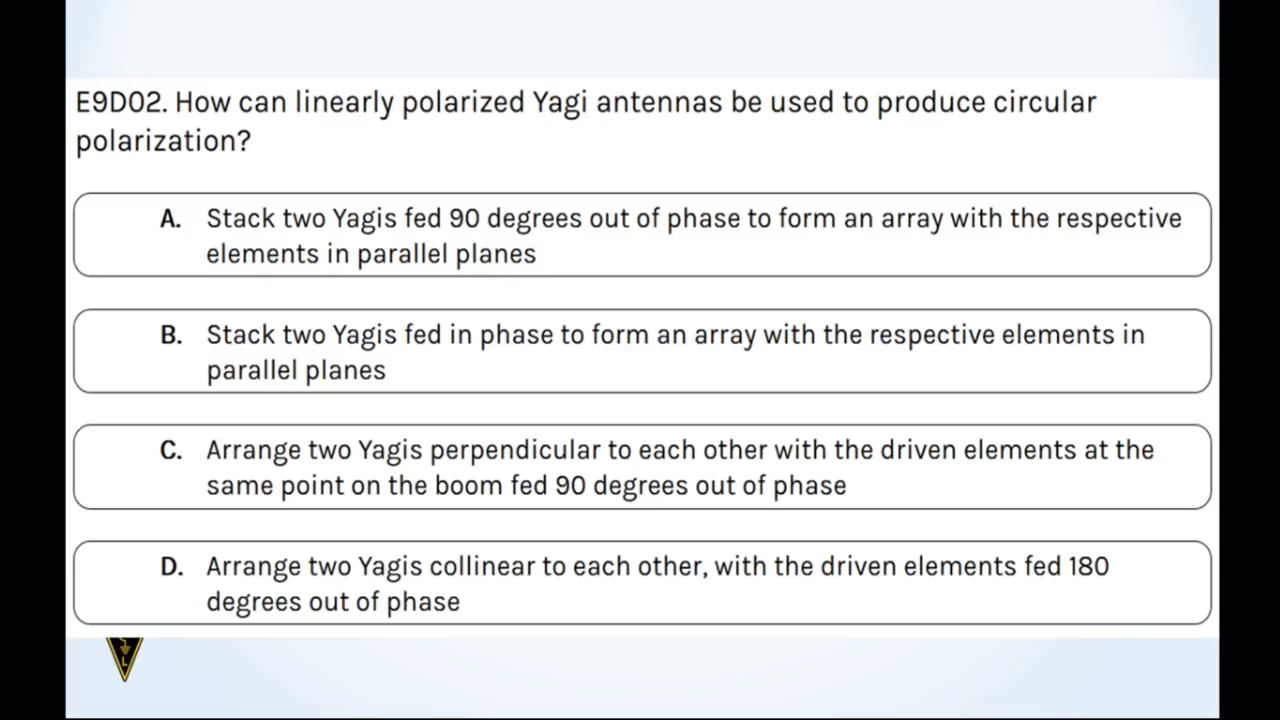 E9D02. How can linearly polarized Yagi antennas be used to produce circular
polarization?
A. Stack two Yagis fed 90 degrees out of phase to form an array with the respective
elements in parallel planes
B. Stack two Yagis fed in phase to form an array with the respective elements in
parallel planes
C. Arrange two Yagis perpendicular to each other with the driven elements at the
same point on the boom fed 90 degrees out of phase
D. Arrange two Yagis collinear to each other, with the driven elements fed 180
degrees out of phase
L